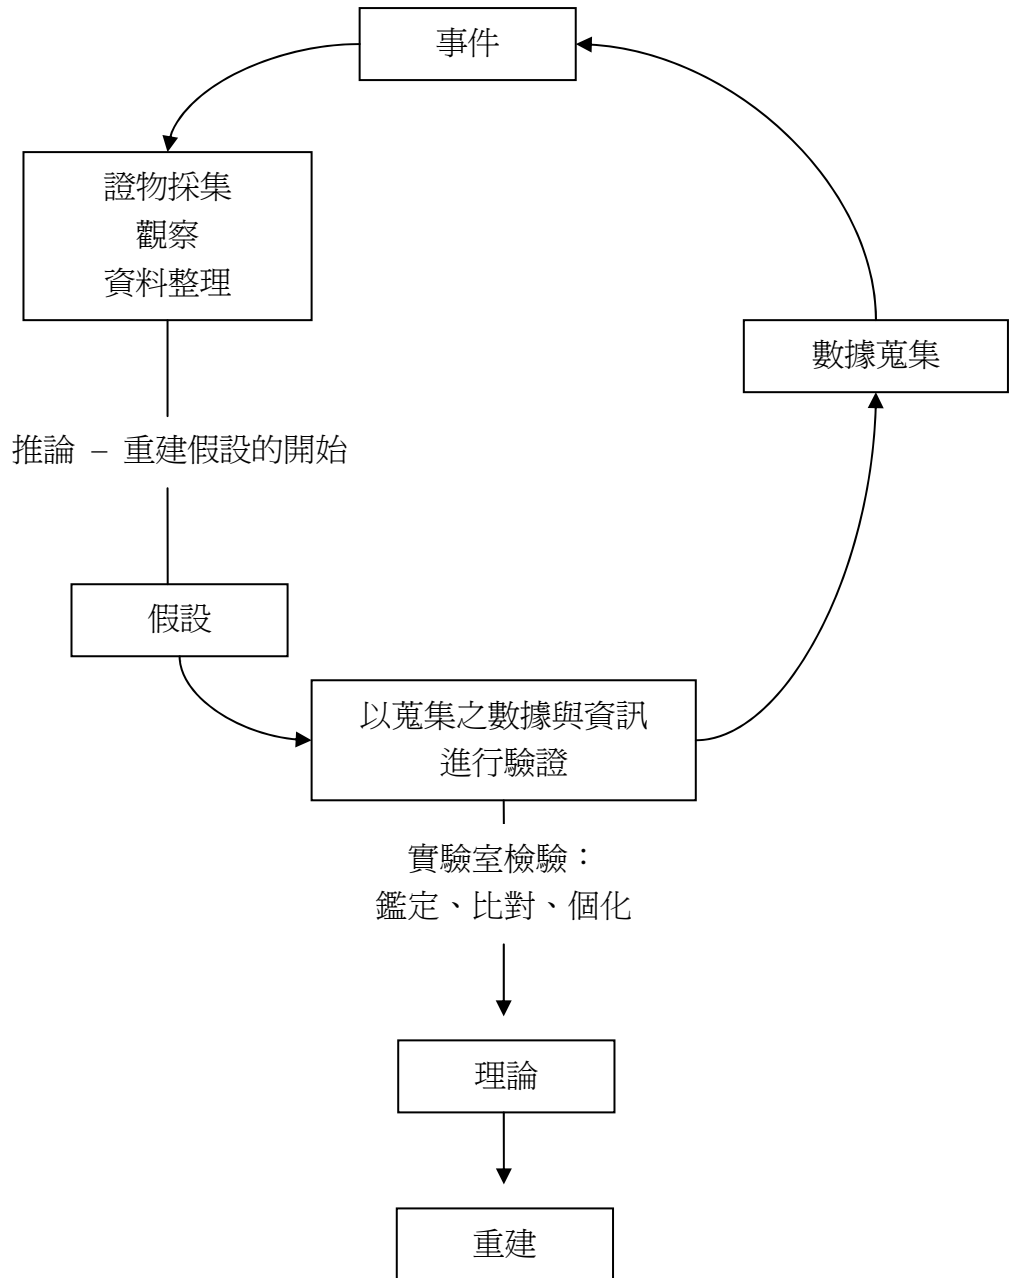 事件
證物採集
觀察
資料整理
數據蒐集
推論 – 重建假設的開始
假設
以蒐集之數據與資訊
進行驗證
實驗室檢驗：
鑑定、比對、個化
理論
重建